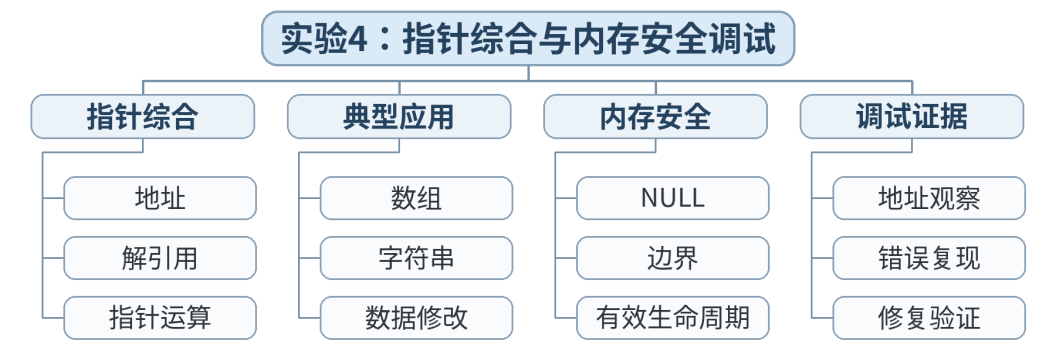 实验4：指针综合与内存安全调试
指针综合
地址
解引用
指针运算
典型应用
数组
字符串
数据修改
内存安全
NULL
边界
有效生命周期
调试证据
地址观察
错误复现
修复验证